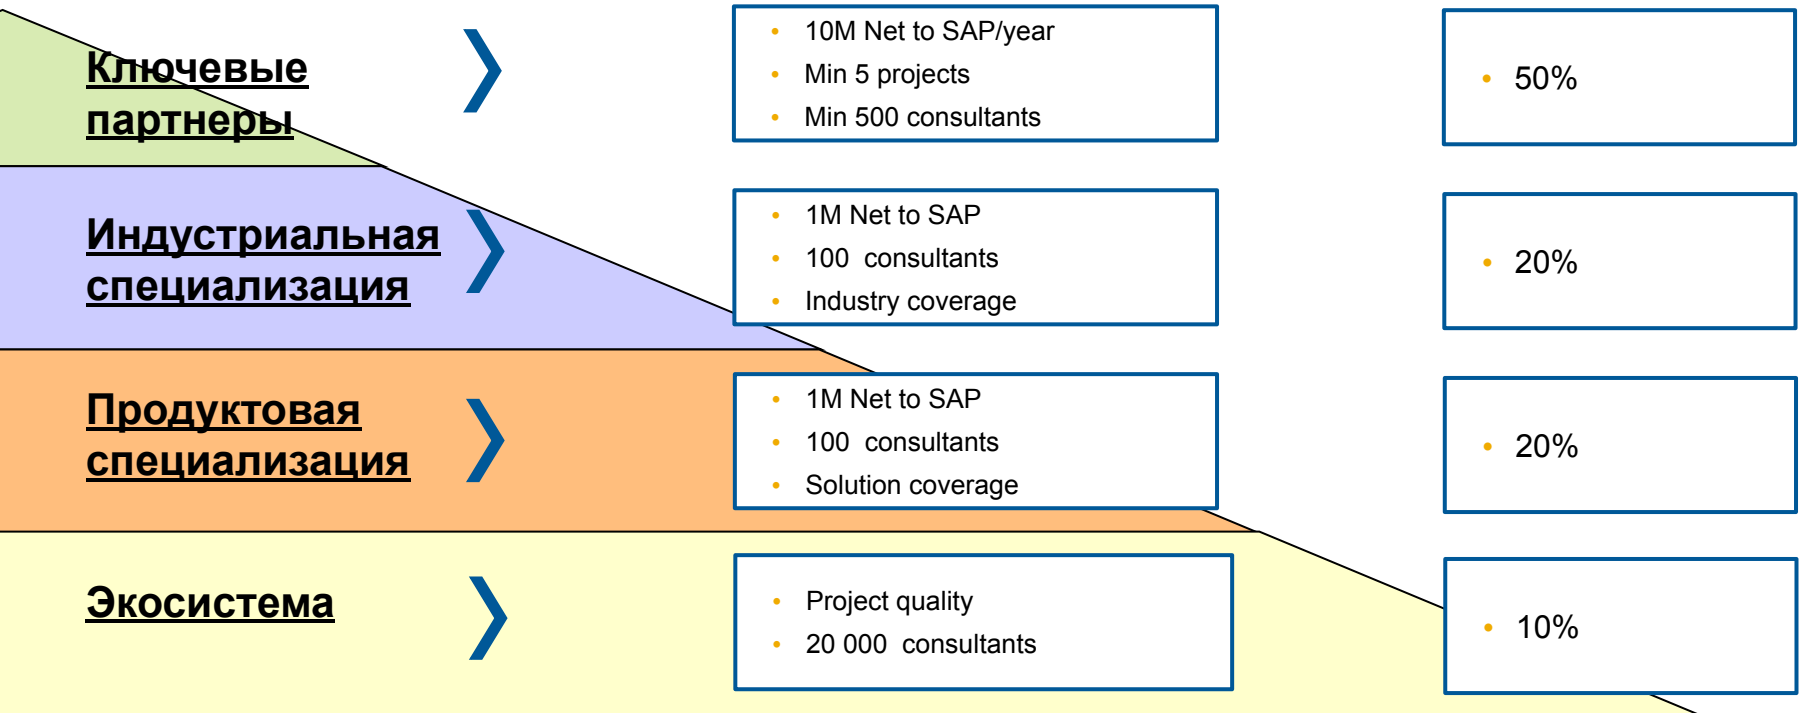 Ключевые
партнеры
• 10M Net to SAP/year
• Min 5 projects
• Min 500 consultants
• 50%
Индустриальная
специализация
• 1M Net to SAP
• 100 consultants
• Industry coverage
• 20%
Продуктовая
специализация
• 1M Net to SAP
• 100 consultants
• Solution coverage
• 20%
Экосистема
• Project quality
• 20 000 consultants
• 10%